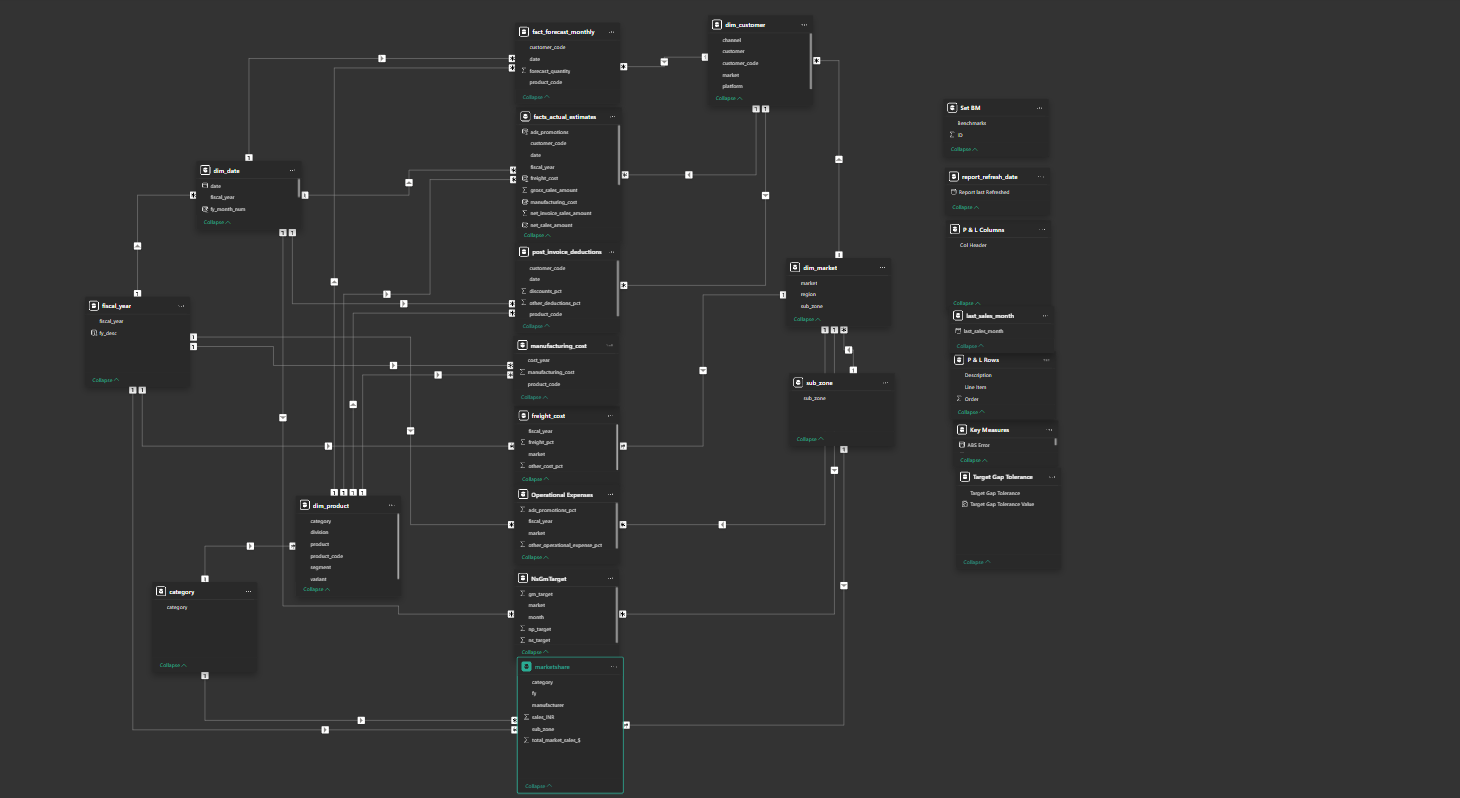 fact_forecast_monthly
customer_code
date
forecast_quantity
product_code
Collapse
dim_customer
channel
customer
customer_code
market
platform
Collapse
facts_actual_estimates
ads_promotions
customer_code
date
fiscal_year
freight_cost
gross_sales_amount
manufacturing_cost
net_invoice_sales_amount
net_sales_amount
Collapse
Set BM
Benchmarks
ID
Collapse
dim_date
date
fiscal_year
fy_month_num
Collapse
report_refresh_date
Report last Refreshed
Collapse
P & L Columns
Col Header
Collapse
post_invoice_deductions
customer_code
date
discounts_pct
other_deductions_pct
product_code
Collapse
dim_market
market
region
sub_zone
Collapse
fiscal_year
fiscal_year
fy_desc
Collapse
last_sales_month
last_sales_month
Collapse
manufacturing_cost
cost_year
manufacturing_cost
product_code
Collapse
P & L Rows
Description
Line Item
Order
Collapse
sub_zone
sub_zone
Collapse
freight_cost
fiscal_year
freight_pct
market
other_cost_pct
Collapse
Key Measures
ABS Error
Collapse
Target Gap Tolerance
Target Gap Tolerance
Target Gap Tolerance Value
Collapse
Operational Expenses
ads_promotions_pct
fiscal_year
market
other_operational_expense_pct
Collapse
dim_product
category
division
product
product_code
segment
variant
Collapse
NsGmTarget
gm_target
market
month
np_target
ns_target
Collapse
category
category
Collapse
marketshare
category
fy
manufacturer
sales_INR
sub_zone
total_market_sales_$
Collapse